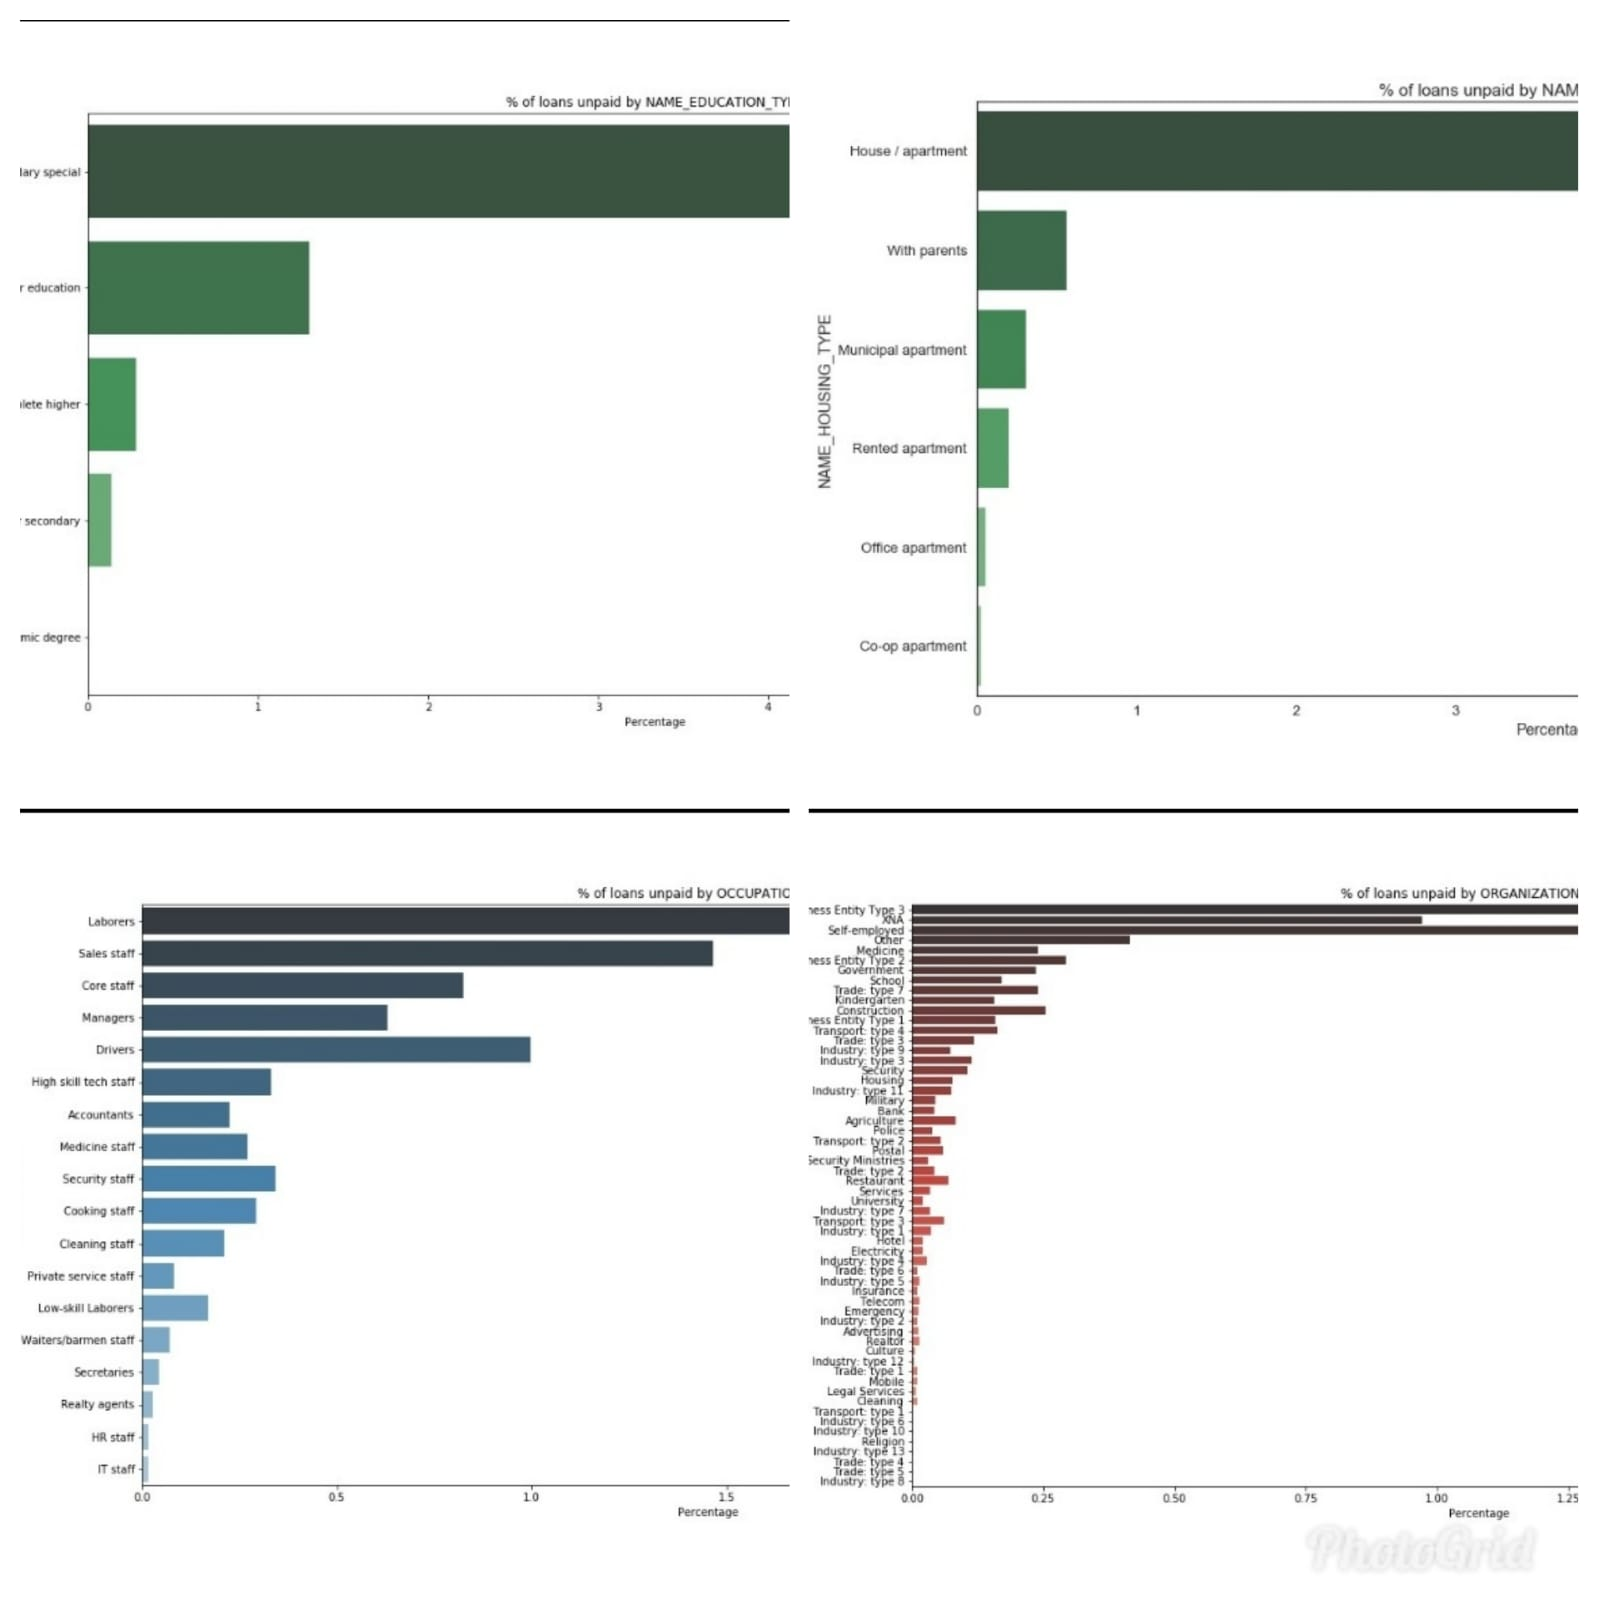 % of loans unpaid by NAME_EDUCATION_TY
lary special
r education
lete higher
secondary
mic degree
0 1 2 3 4
Percentage
% of loans unpaid by NAM
NAME_HOUSING_TYPE
House / apartment
With parents
Municipal apartment
Rented apartment
Office apartment
Co-op apartment
0 1 2 3
Percenta
% of loans unpaid by OCCUPATIO
Laborers
Sales staff
Core staff
Managers
Drivers
High skill tech staff
Accountants
Medicine staff
Security staff
Cooking staff
Cleaning staff
Private service staff
Low-skill Laborers
Waiters/barmen staff
Secretaries
Realty agents
HR staff
IT staff
0.0 0.5 1.0 1.5
Percentage
% of loans unpaid by ORGANIZATION
ness Entity Type 3
XNA
Self-employed
Other
Medicine
ness Entity Type 2
Government
School
Trade: type 7
Kindergarten
Construction
ness Entity Type 1
Transport: type 4
Trade: type 3
Industry: type 9
Industry: type 3
Security
Housing
Industry: type 11
Military
Bank
Agriculture
Police
Transport: type 2
Postal
Security Ministries
Trade: type 2
Restaurant
Services
University
Industry: type 7
Transport: type 3
Industry: type 1
Hotel
Electricity
Industry: type 4
Trade: type 6
Industry: type 5
Insurance
Telecom
Emergency
Industry: type 2
Advertising
Realtor
Culture
Industry: type 12
Trade: type 1
Mobile
Legal Services
Cleaning
Transport: type 1
Industry: type 6
Industry: type 10
Religion
Industry: type 13
Trade: type 4
Trade: type 5
Industry: type 8
0.00 0.25 0.50 0.75 1.00 1.25
Percentage
PhotoGrid